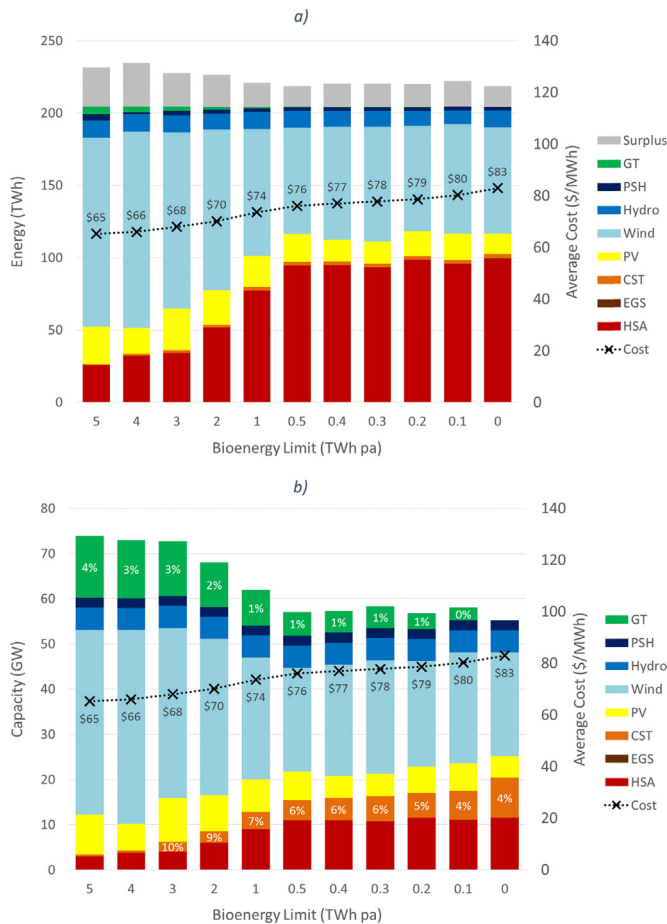 a)
250
200
150
100
50
0
Energy (TWh)
$65 $66 $68 $70 $74 $76 $77 $78 $79 $80 $83
140
120
100
80
60
40
20
0
Average Cost ($/MWh)
5 4 3 2 1 0.5 0.4 0.3 0.2 0.1 0
Bioenergy Limit (TWh pa)
Surplus
GT
PSH
Hydro
Wind
PV
CST
EGS
HSA
Cost
b)
80
70
60
50
40
30
20
10
0
Capacity (GW)
4% 3% 3% 2% 1% 1% 1% 1% 1% 0%
$65 $66 $68 $70 $74 $76 $77 $78 $79 $80 $83
10% 9% 7% 6% 6% 6% 5% 4% 4%
140
120
100
80
60
40
20
0
Average Cost ($/MWh)
5 4 3 2 1 0.5 0.4 0.3 0.2 0.1 0
Bioenergy Limit (TWh pa)
GT
PSH
Hydro
Wind
PV
CST
EGS
HSA
Cost